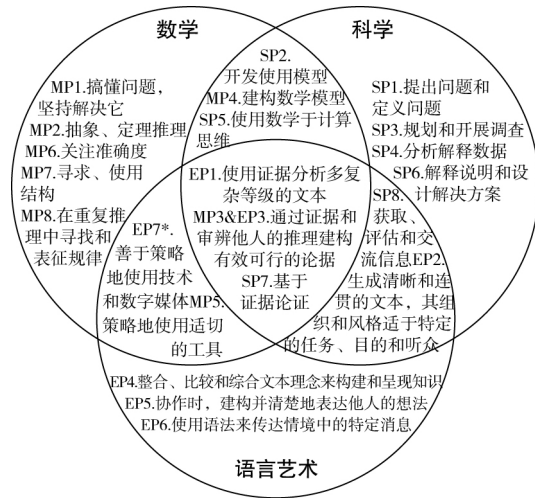 数学
科学
MP1.搞懂问题，
坚持解决它
MP2.抽象、定理推理
MP6.关注准确度
MP7.寻求、使用
结构
MP8.在重复推
理中寻找和
表征规律
SP2.
开发使用模型
MP4.建构数学模型
SP5.使用数学于计算
思维
SP1.提出问题和
定义问题
SP3.规划和开展调查
SP4.分析解释数据
SP6.解释说明和设
计解决方案
EP1.使用证据分析多复
杂等级的文本
MP3&EP3.通过证据和
审辨他人的推理建构
有效可行的论据
SP7.基于
证据论证
EP7*.
善于策略
地使用技术
和数字媒体MP5.
策略地使用适切
的工具
SP8.
获取、
评估和交
流信息EP2.
生成清晰和连
贯的文本，其组
织和风格适于特定
的任务、目的和听众
EP4.整合、比较和综合文本理念来构建和呈现知识
EP5.协作时，建构并清楚地表达他人的想法
EP6.使用语法来传达情境中的特定消息
语言艺术